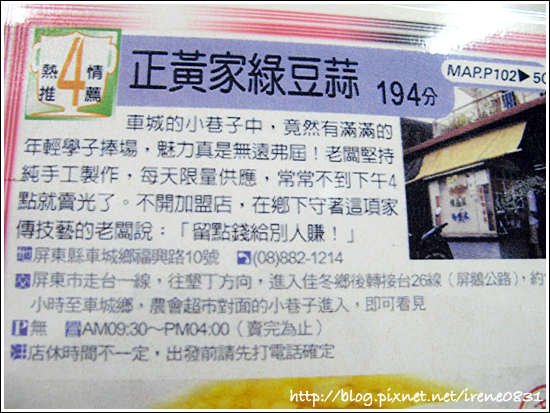 熱情推薦
4
正黃家綠豆蒜 194分
MAP.P102▶5
車城的小巷子中，竟然有滿滿的
年輕學子捧場，魅力真是無遠弗屆！老闆堅持
純手工製作，每天限量供應，常常不到下午4
點就賣光了。不開加盟店，在鄉下守著這項家
傳技藝的老闆說：「留點錢給別人賺！」
屏東縣車城鄉福興路10號 (08)882-1214
屏東市走台一線，往墾丁方向，進入佳冬鄉後轉接台26線（屏鵝公路），約
小時至車城鄉，農會超市對面的小巷子進入，即可看見
P無 AM09:30～PM04:00（賣完為止）
店休時間不一定，出發前請先打電話確定
http://blog.pixnet.net/irene0831